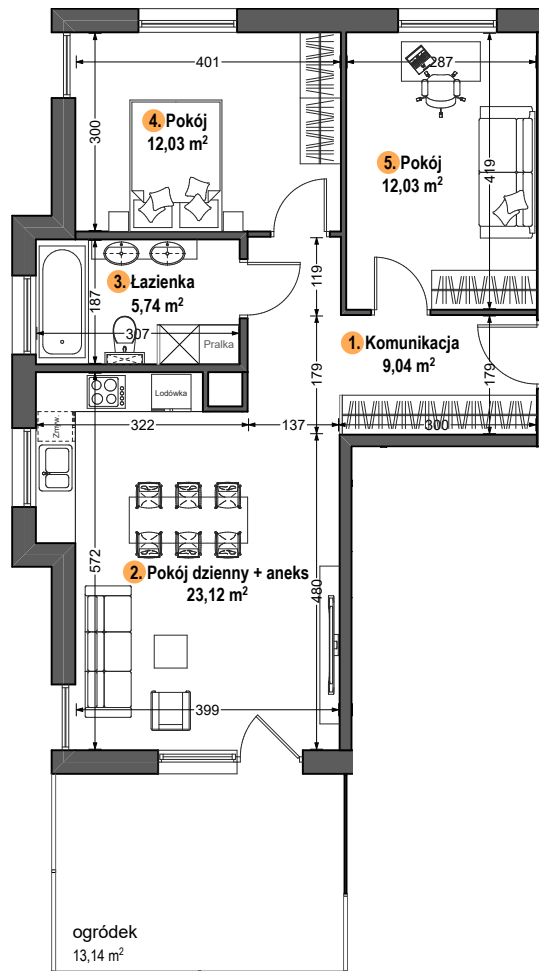 401
287
4. Pokój
12,03 m²
300
5. Pokój
12,03 m²
419
3. Łazienka
5,74 m²
187
119
307
Pralka
1. Komunikacja
9,04 m²
179
179
Lodówka
Zmyw.
322
137
300
572
2. Pokój dzienny + aneks
23,12 m²
480
399
ogródek
13,14 m²